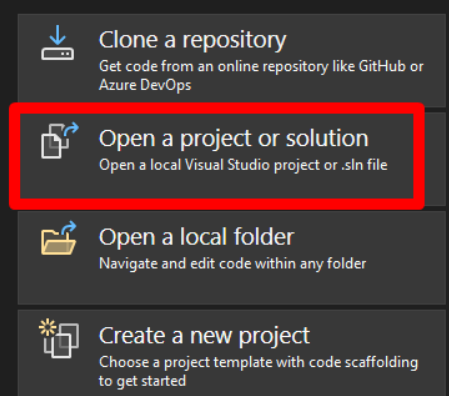 Clone a repository
Get code from an online repository like GitHub or
Azure DevOps
Open a project or solution
Open a local Visual Studio project or .sln file
Open a local folder
Navigate and edit code within any folder
Create a new project
Choose a project template with code scaffolding
to get started